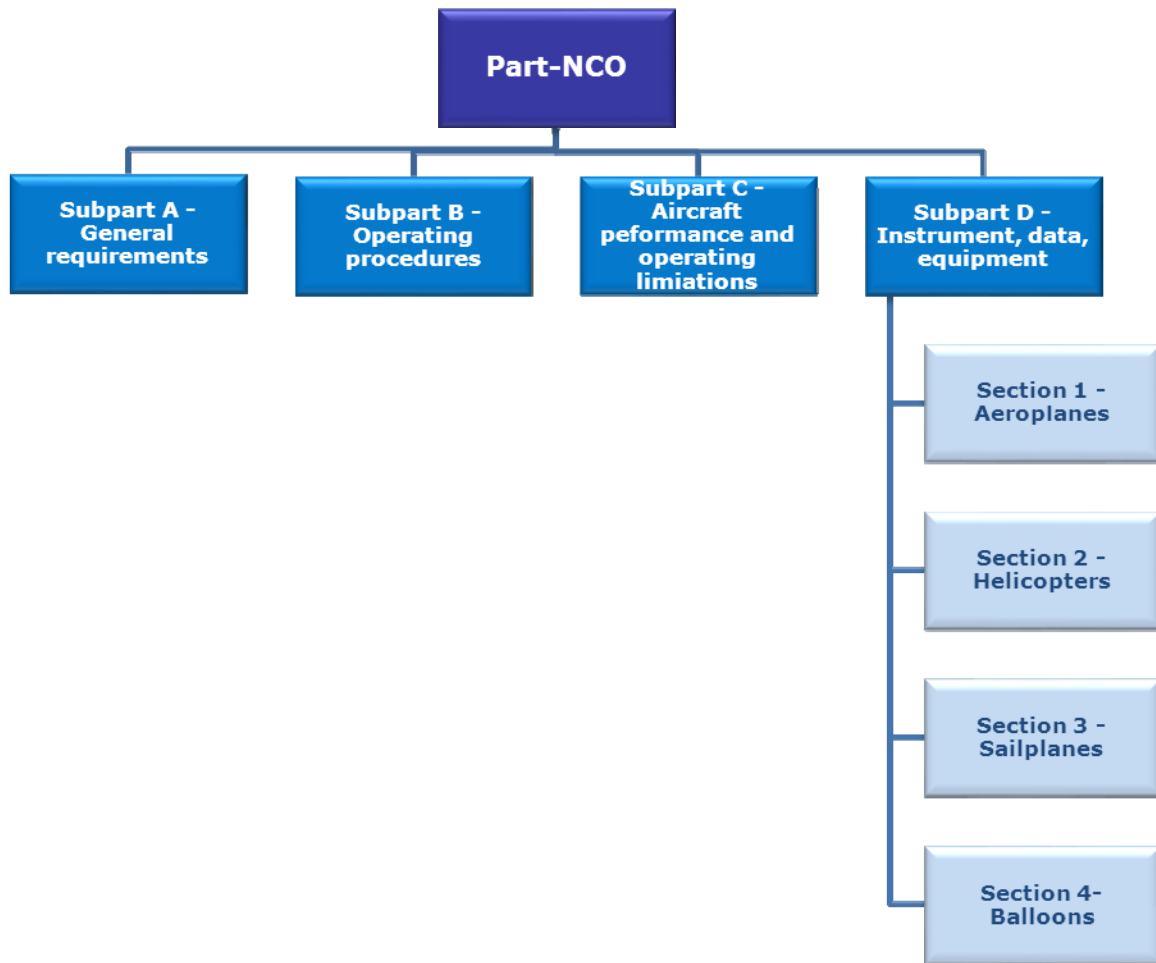 Part-NCO
Subpart A -
General
requirements
Subpart B -
Operating
procedures
Subpart C -
Aircraft
peformance and
operating
limiations
Subpart D -
Instrument, data,
equipment
Section 1 -
Aeroplanes
Section 2 -
Helicopters
Section 3 -
Sailplanes
Section 4-
Balloons